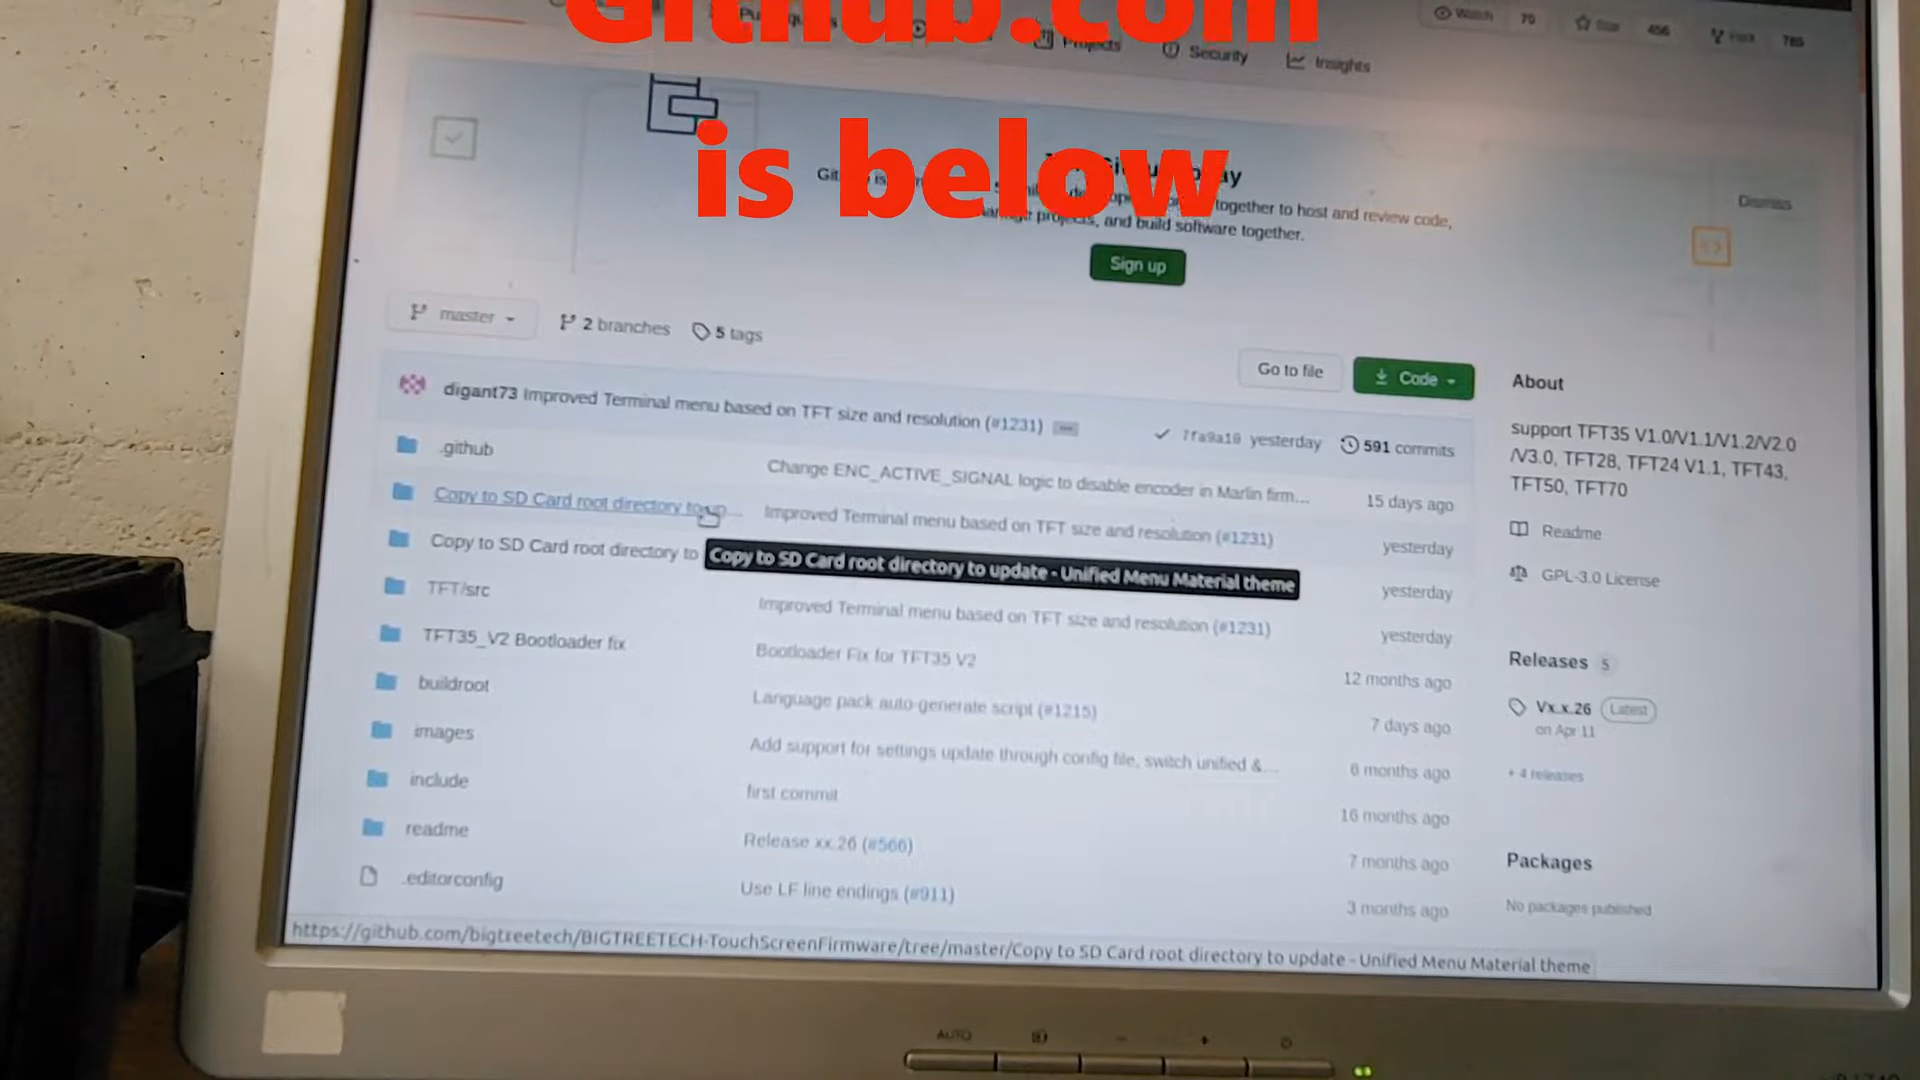 Github.com
is below
Watch 70 Star 456 Fork 785
Projects Security Insights
together to host and review code,
projects, and build software together.
Dismiss
Sign up
master 2 branches 5 tags
Go to file Code
digant73 Improved Terminal menu based on TFT size and resolution (#1231) 7fa9a10 yesterday 591 commits
.github Change ENC_ACTIVE_SIGNAL logic to disable encoder in Marlin firm... 15 days ago
Copy to SD Card root directory to up... Improved Terminal menu based on TFT size and resolution (#1231) yesterday
Copy to SD Card root directory to yesterday
Copy to SD Card root directory to update - Unified Menu Material theme
TFT/src Improved Terminal menu based on TFT size and resolution (#1231) yesterday
TFT35_V2 Bootloader fix Bootloader Fix for TFT35 V2 12 months ago
buildroot Language pack auto-generate script (#1215) 7 days ago
images Add support for settings update through config file, switch unified &... 6 months ago
include first commit 16 months ago
readme Release xx.26 (#566) 7 months ago
.editorconfig Use LF line endings (#911) 3 months ago
About
support TFT35 V1.0/V1.1/V1.2/V2.0
/V3.0, TFT28, TFT24 V1.1, TFT43,
TFT50, TFT70
Readme
GPL-3.0 License
Releases 5
Vx.x.26 Latest
on Apr 11
+ 4 releases
Packages
No packages published
https://github.com/bigtreetech/BIGTREETECH-TouchScreenFirmware/tree/master/Copy to SD Card root directory to update - Unified Menu Material theme
AUTO